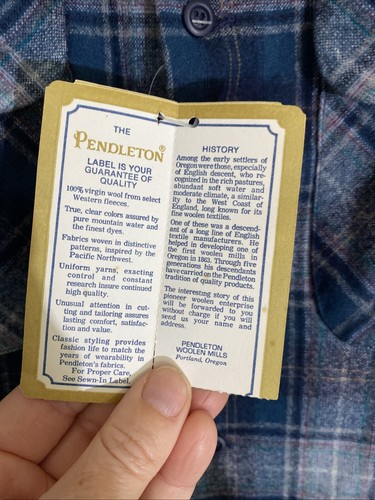 THE
PENDLETON®
LABEL IS YOUR
GUARANTEE OF
QUALITY
100% virgin wool from select
Western fleeces.
True, clear colors assured by
pure mountain water and
the finest dyes.
Fabrics woven in distinctive
patterns, inspired by the
Pacific Northwest.
Uniform yarns, exacting
control and constant
research insure continued
high quality.
Unusual attention in cut-
ting and tailoring assures
lasting comfort, satisfac-
tion and value.
Classic styling provides
fashion life to match the
years of wearability in
Pendleton's fabrics.
For Proper Care,
See Sewn-In Label.
HISTORY
Among the early settlers of
Oregon were those, especially
of English descent, who re-
cognized in the rich pastures,
abundant soft water and
moderate climate, a similar-
ity to the West Coast of
England, long known for its
fine woolen textiles.
One of these was a descend-
ant of a long line of English
textile manufacturers. He
helped in developing one of
the first woolen mills in
Oregon in 1863. Through five
generations his descendants
have carried on the Pendleton
tradition of quality products.
The interesting story of this
pioneer woolen enterprise
will be forwarded to you
without charge if you will
send us your name and
address.
PENDLETON
WOOLEN MILLS
Portland, Oregon